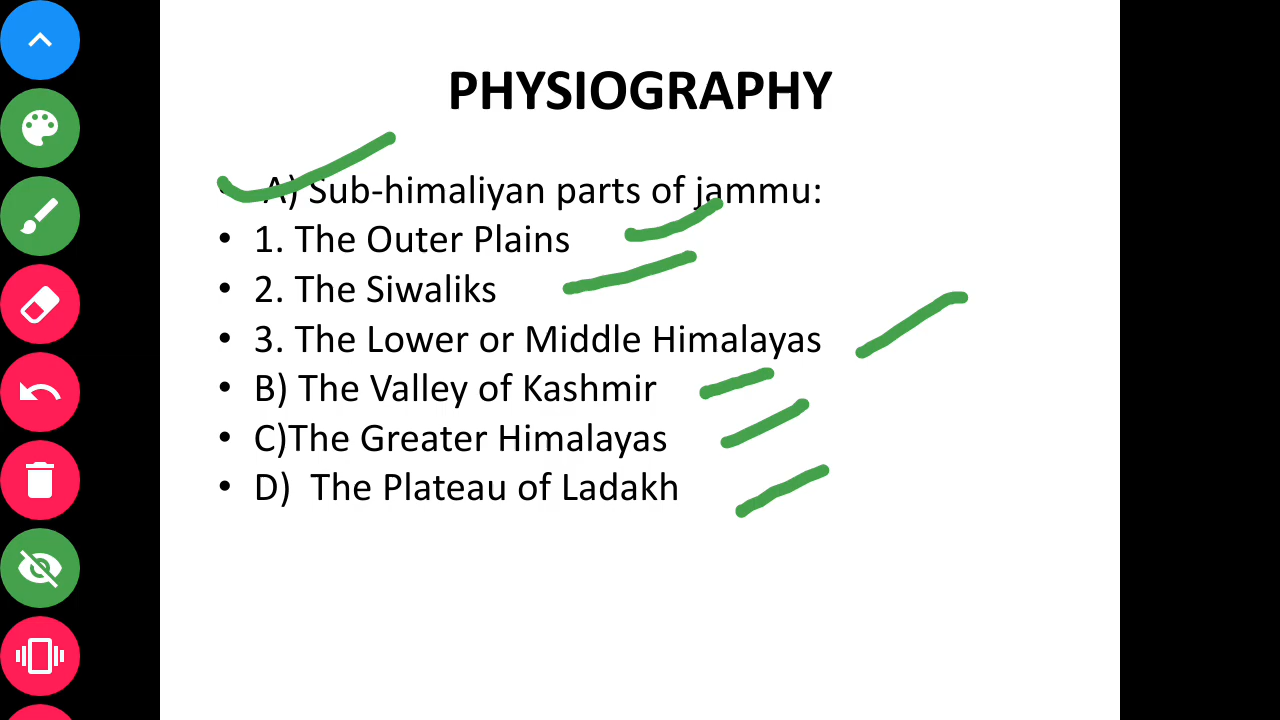 PHYSIOGRAPHY
• A) Sub-himaliyan parts of jammu:
• 1. The Outer Plains
• 2. The Siwaliks
• 3. The Lower or Middle Himalayas
• B) The Valley of Kashmir
• C)The Greater Himalayas
• D)  The Plateau of Ladakh